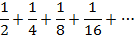 1/2 + 1/4 + 1/8 + 1/16 + ⋯